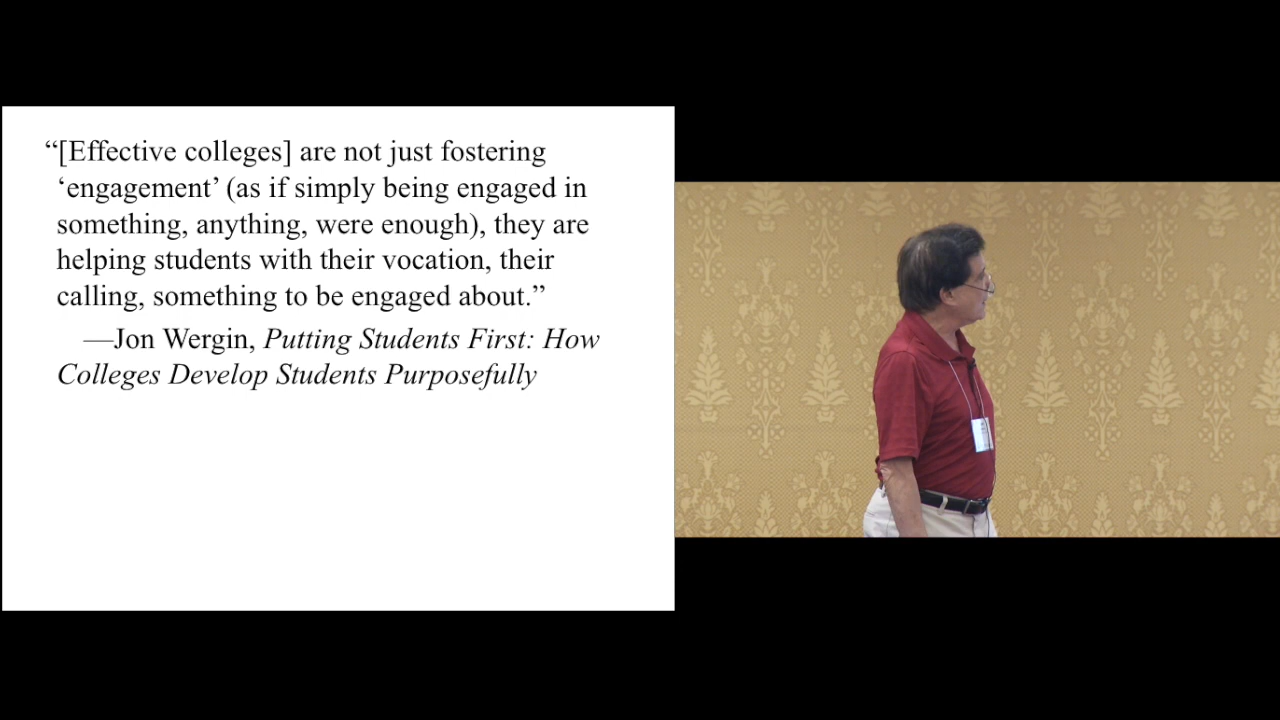 “[Effective colleges] are not just fostering
‘engagement’ (as if simply being engaged in
something, anything, were enough), they are
helping students with their vocation, their
calling, something to be engaged about.”
—Jon Wergin, Putting Students First: How
Colleges Develop Students Purposefully